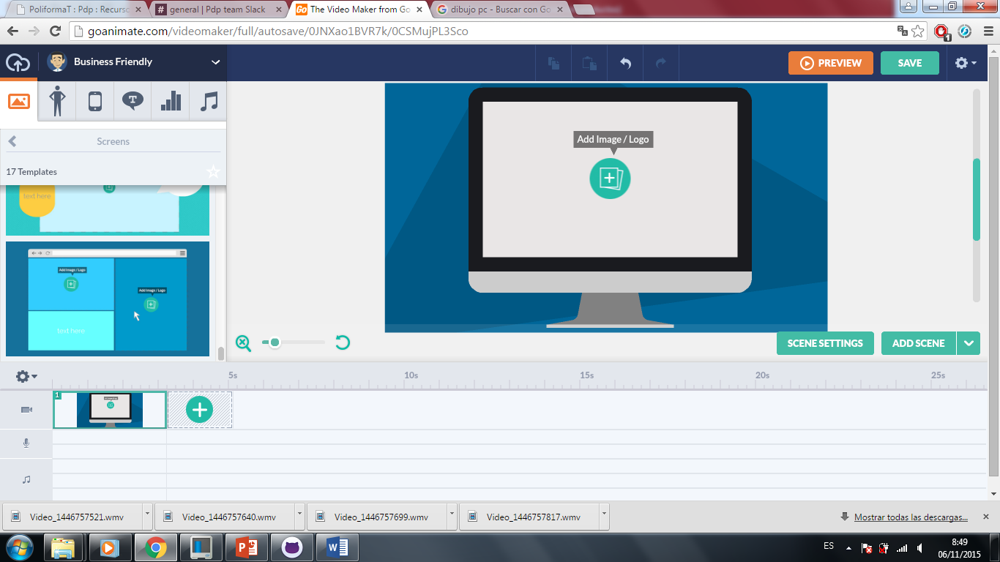 PoliformaT : Pdp : Recurso
general | Pdp team Slack
Go The Video Maker from Go
dibujo pc - Buscar con Go
goanimate.com/videomaker/full/autosave/0JNXao1BVR7k/0CSMujPL3Sco
1
Business Friendly
PREVIEW
SAVE
T
Screens
17 Templates
text here
Add Image / Logo
Add Image / Logo
text here
Add Image / Logo
SCENE SETTINGS
ADD SCENE
5s 10s 15s 20s 25s
1
Video_1446757521.wmv
Video_1446757640.wmv
Video_1446757699.wmv
Video_1446757817.wmv
Mostrar todas las descargas...
P
W
ES
8:49
06/11/2015